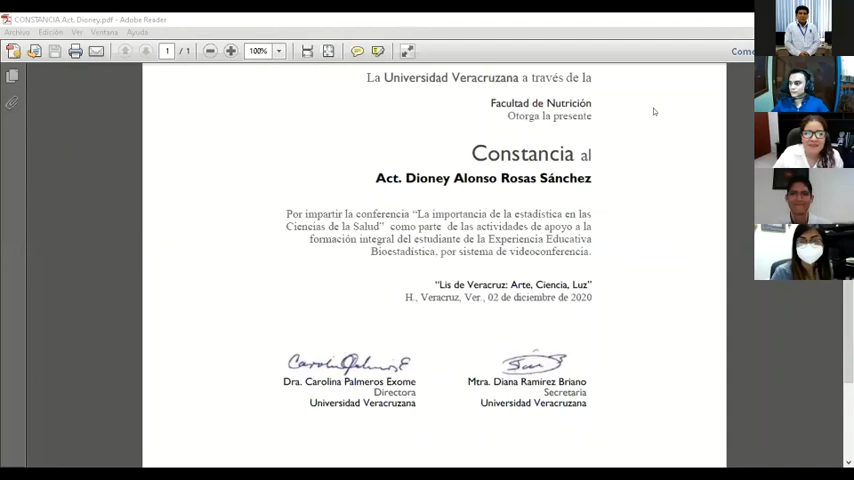 CONSTANCIA Act. Dioney.pdf - Adobe Reader
Archivo Edición Ver Ventana Ayuda
1 / 1 100% Come
La Universidad Veracruzana a través de la
Facultad de Nutrición
Otorga la presente
Constancia al
Act. Dioney Alonso Rosas Sánchez
Por impartir la conferencia “La importancia de la estadística en las
Ciencias de la Salud” como parte de las actividades de apoyo a la
formación integral del estudiante de la Experiencia Educativa
Bioestadística, por sistema de videoconferencia.
“Lis de Veracruz: Arte, Ciencia, Luz”
H., Veracruz, Ver., 02 de diciembre de 2020
Dra. Carolina Palmeros Exome
Directora
Universidad Veracruzana
Mtra. Diana Ramírez Briano
Secretaria
Universidad Veracruzana